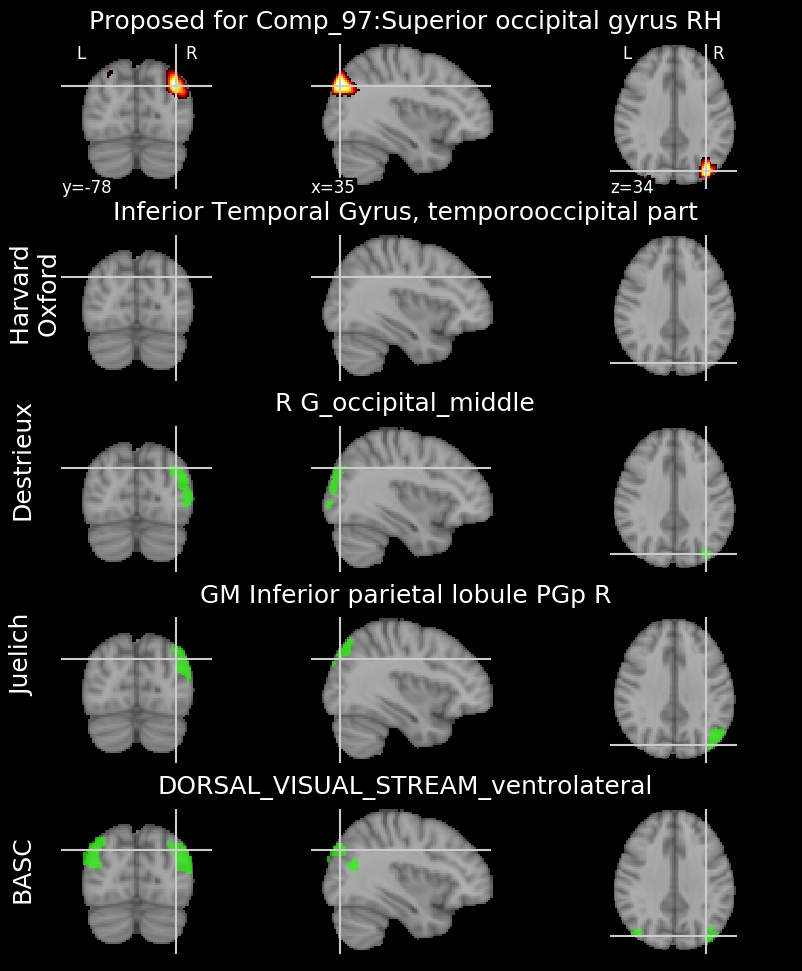 Proposed for Comp_97:Superior occipital gyrus RH
L R L R
y=-78 x=35 z=34
Inferior Temporal Gyrus, temporooccipital part
Harvard
Oxford
R G_occipital_middle
Destrieux
GM Inferior parietal lobule PGp R
Juelich
DORSAL_VISUAL_STREAM_ventrolateral
BASC